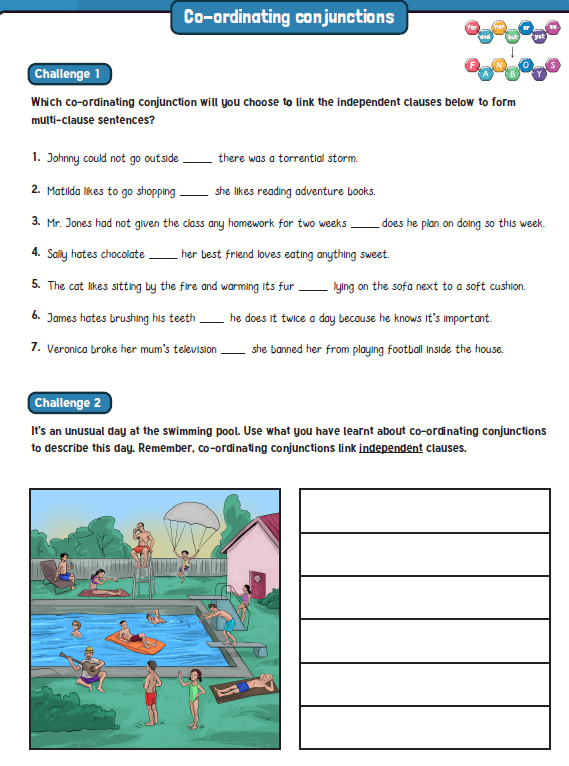 Co-ordinating conjunctions
for and nor but or yet so
F A N B O Y S
Challenge 1
Which co-ordinating conjunction will you choose to link the independent clauses below to form
multi-clause sentences?
1. Johnny could not go outside _____ there was a torrential storm.
2. Matilda likes to go shopping _____ she likes reading adventure books.
3. Mr. Jones had not given the class any homework for two weeks _____ does he plan on doing so this week.
4. Sally hates chocolate _____ her best friend loves eating anything sweet.
5. The cat likes sitting by the fire and warming its fur _____ lying on the sofa next to a soft cushion.
6. James hates brushing his teeth _____ he does it twice a day because he knows it's important.
7. Veronica broke her mum's television _____ she banned her from playing football inside the house.
Challenge 2
It's an unusual day at the swimming pool. Use what you have learnt about co-ordinating conjunctions
to describe this day. Remember, co-ordinating conjunctions link independent clauses.